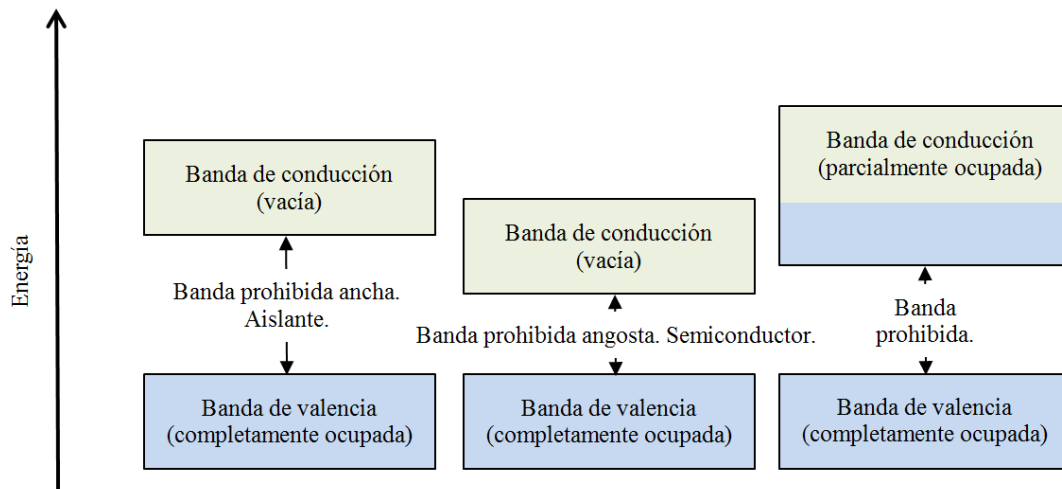 Energía
Banda de conducción
(vacía)
Banda prohibida ancha.
Aislante.
Banda de valencia
(completamente ocupada)
Banda de conducción
(vacía)
Banda prohibida angosta. Semiconductor.
Banda de valencia
(completamente ocupada)
Banda de conducción
(parcialmente ocupada)
Banda
prohibida.
Banda de valencia
(completamente ocupada)